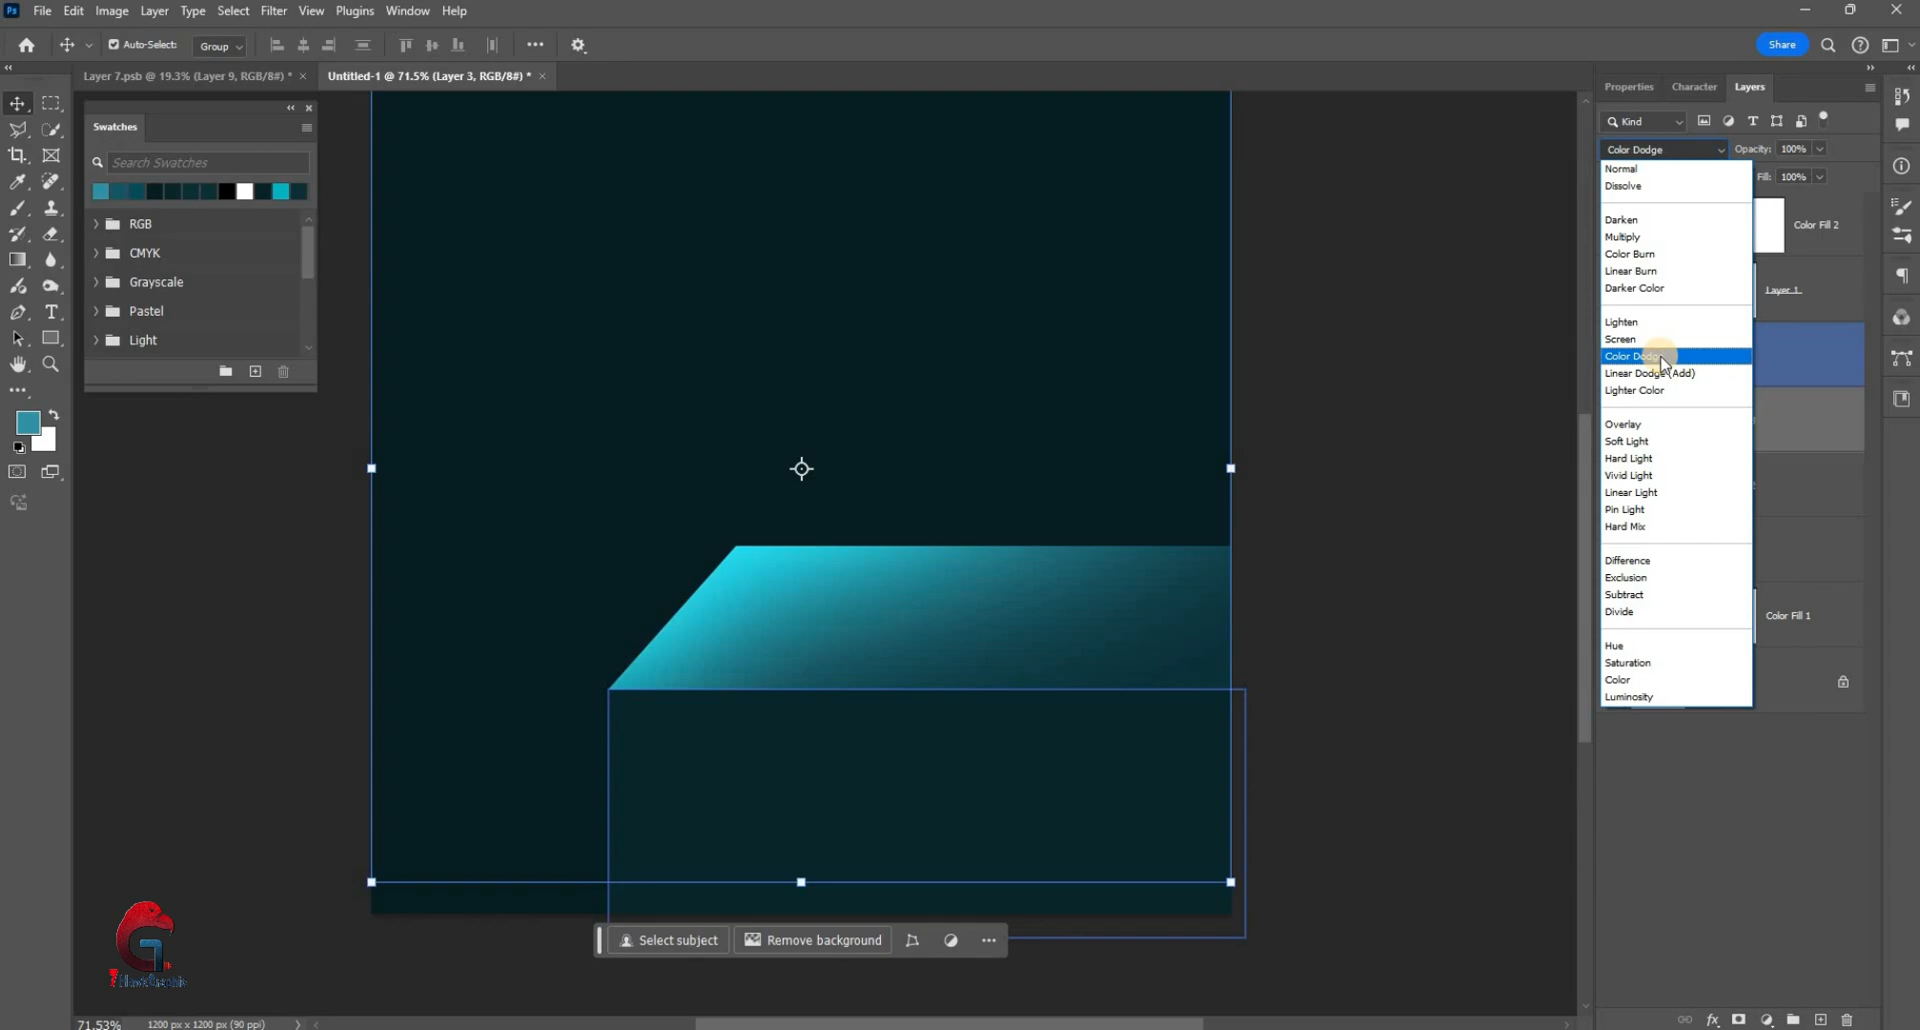 Ps File Edit Image Layer Type Select Filter View Plugins Window Help
Auto-Select: Group
Share
Layer 7.psb @ 19.3% (Layer 9, RGB/8#) *
Untitled-1 @ 71.5% (Layer 3, RGB/8#) *
Properties Character Layers
Swatches
Search Swatches
RGB
CMYK
Grayscale
Pastel
Light
Kind
Color Dodge Opacity: 100%
Fill: 100%
Normal
Dissolve
Darken
Multiply
Color Burn
Linear Burn
Darker Color
Lighten
Screen
Color Dodge
Linear Dodge (Add)
Lighter Color
Overlay
Soft Light
Hard Light
Vivid Light
Linear Light
Pin Light
Hard Mix
Difference
Exclusion
Subtract
Divide
Hue
Saturation
Color
Luminosity
Color Fill 2
Layer 1
Color Fill 1
Select subject
Remove background
71.53% 1200 px x 1200 px (90 ppi)